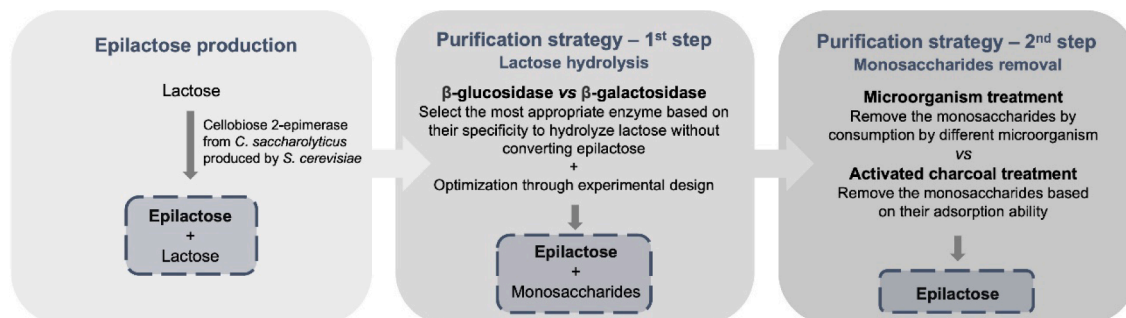 Epilactose production
Lactose
Cellobiose 2-epimerase
from C. saccharolyticus
produced by S. cerevisiae
Epilactose
+
Lactose
Purification strategy – 1st step
Lactose hydrolysis
β-glucosidase vs β-galactosidase
Select the most appropriate enzyme based on
their specificity to hydrolyze lactose without
converting epilactose
+
Optimization through experimental design
Epilactose
+
Monosaccharides
Purification strategy – 2nd step
Monosaccharides removal
Microorganism treatment
Remove the monosaccharides by
consumption by different microorganism
vs
Activated charcoal treatment
Remove the monosaccharides based
on their adsorption ability
Epilactose